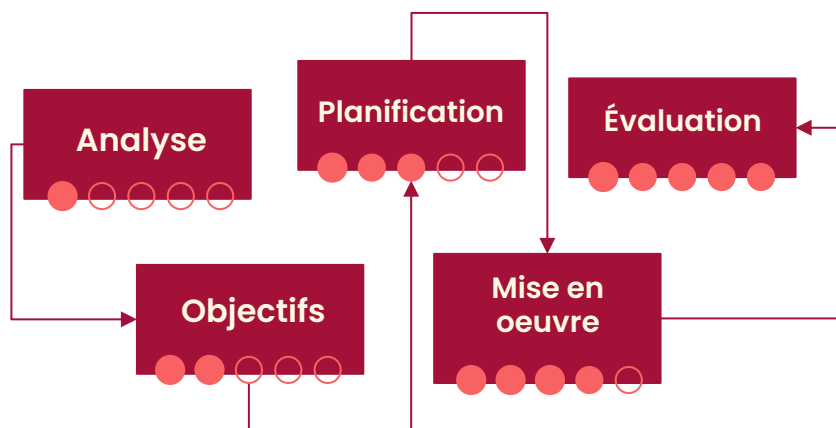 Analyse
Objectifs
Planification
Mise en
oeuvre
Évaluation